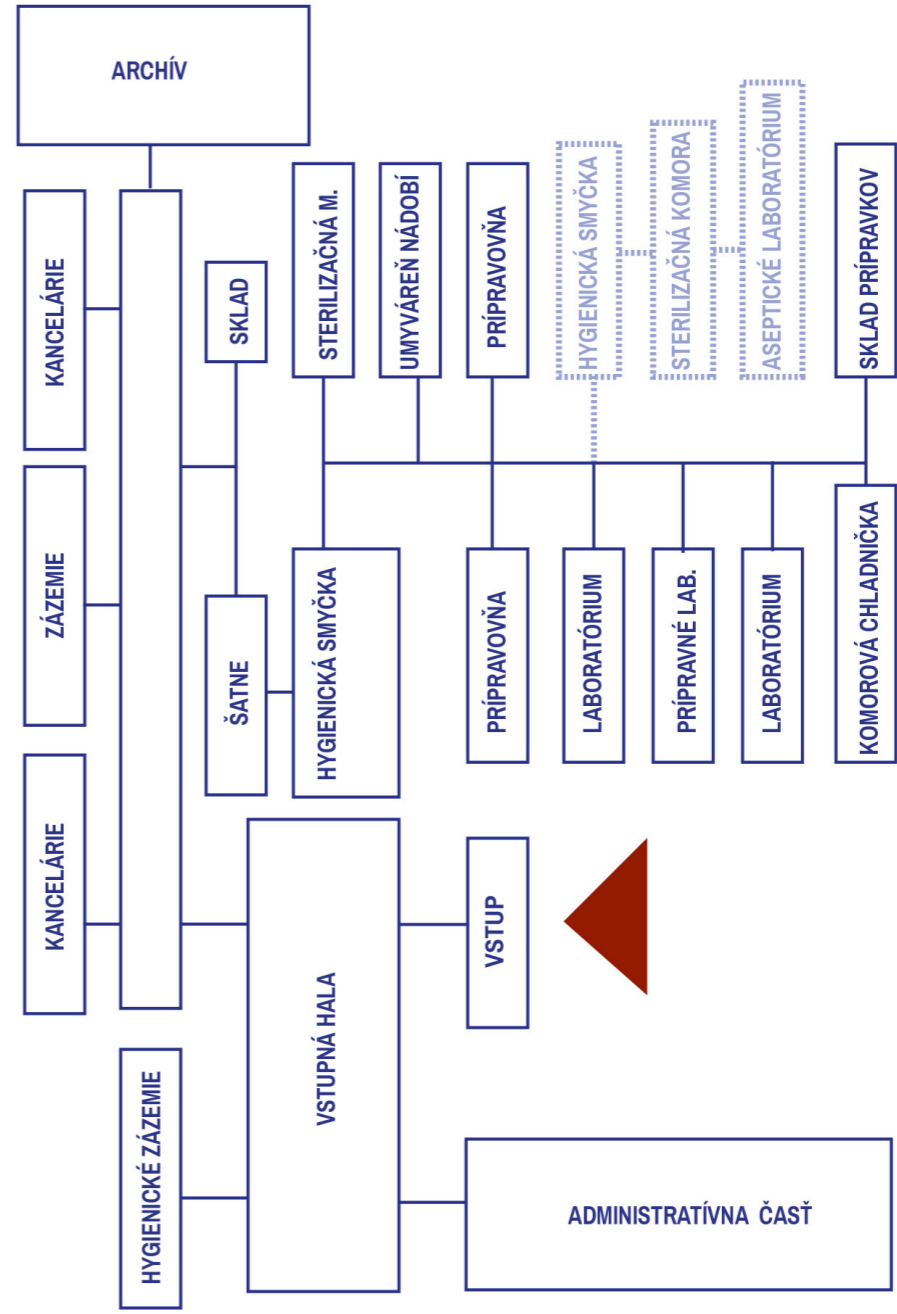 ARCHÍV
KANCELÁRIE
ZÁZEMIE
KANCELÁRIE
HYGIENICKÉ ZÁZEMIE
SKLAD
ŠATNE
STERILIZAČNÁ M.
HYGIENICKÁ SMYČKA
VSTUPNÁ HALA
UMYVÁREŇ NÁDOBÍ
PRÍPRAVOVŇA
PRÍPRAVOVŇA
VSTUP
ADMINISTRATÍVNA ČASŤ
HYGIENICKÁ SMYČKA
LABORATÓRIUM
STERILIZAČNÁ KOMORA
PRÍPRAVNÉ LAB.
ASEPTICKÉ LABORATÓRIUM
LABORATÓRIUM
SKLAD PRÍPRAVKOV
KOMOROVÁ CHLADNIČKA